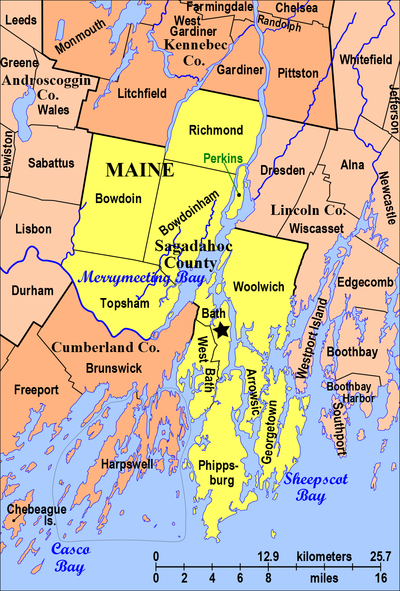 Farmingdale
Chelsea
Leeds
West
Gardiner
Randolph
Monmouth
Kennebec
Co.
Whitefield
Greene
Gardiner
Pittston
Androscoggin
Co.
Litchfield
Wales
Jefferson
Richmond
Lewiston
Perkins
Sabattus
MAINE
Dresden
Alna
Bowdoin
Newcastle
Bowdoinham
Lincoln Co.
Lisbon
Wiscasset
Sagadahoc
County
Merrymeeting Bay
Durham
Woolwich
Edgecomb
Topsham
Bath
Westport Island
Cumberland Co.
West
Bath
Boothbay
Brunswick
Freeport
Arrowsic
Boothbay
Harbor
Georgetown
Southport
Harpswell
Phipps-
burg
Sheepscot
Bay
Chebeague
Is.
Casco
Bay
0 12.9 kilometers 25.7
0 2 4 8 miles 16